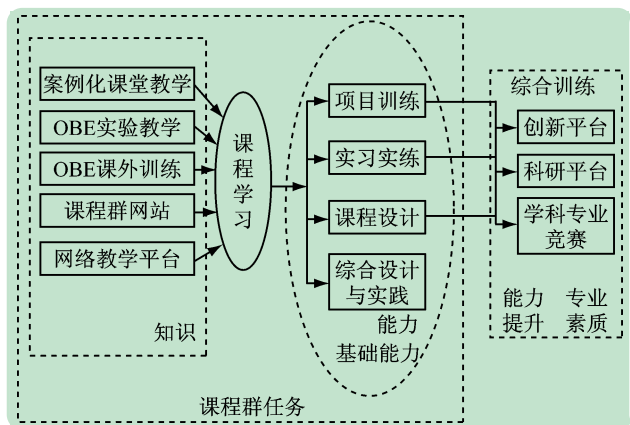 案例化课堂教学
OBE实验教学
OBE课外训练
课程群网站
网络教学平台
知识
课程学习
项目训练
实习实练
课程设计
综合设计
与实践
能力
基础能力
课程群任务
综合训练
创新平台
科研平台
学科专业
竞赛
能力 专业
提升 素质